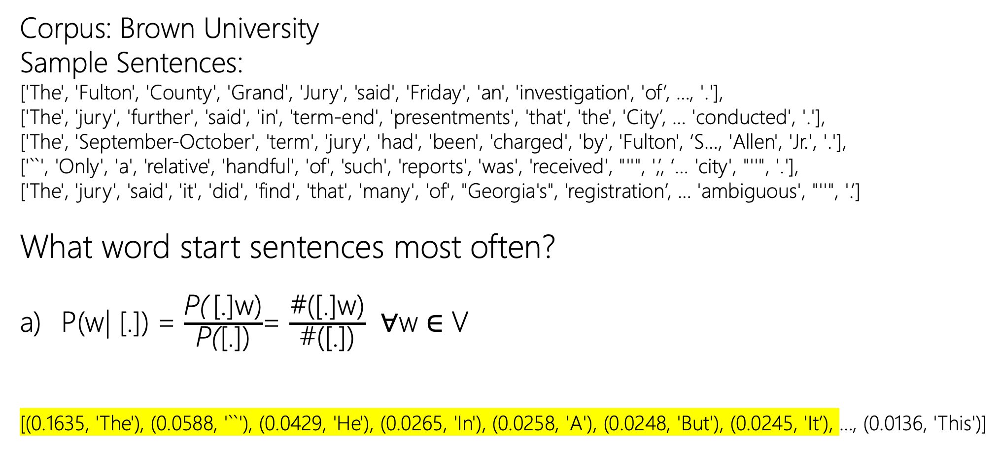 Corpus: Brown University
Sample Sentences:
['The', 'Fulton', 'County', 'Grand', 'Jury', 'said', 'Friday', 'an', 'investigation', 'of’, ..., '.'],
['The', 'jury', 'further', 'said', 'in', 'term-end', 'presentments', 'that', 'the', 'City’, ... 'conducted', '.'],
['The', 'September-October', 'term', 'jury', 'had', 'been', 'charged', 'by', 'Fulton', ‘S..., 'Allen', 'Jr.', '.'],
['``', 'Only', 'a', 'relative', 'handful', 'of', 'such', 'reports', 'was', 'received', "''", ',’, ‘... 'city', "''", '.'],
['The', 'jury', 'said', 'it', 'did', 'find', 'that', 'many', 'of', "Georgia's", 'registration’, ... 'ambiguous', "''", '.’]
What word start sentences most often?
a) P(w| [.]) = P([.]w)/P([.]) = #([.]w)/#([.]) ∀w ∈ V
[(0.1635, 'The'), (0.0588, '``'), (0.0429, 'He'), (0.0265, 'In'), (0.0258, 'A'), (0.0248, 'But'), (0.0245, 'It’), ..., (0.0136, 'This')]